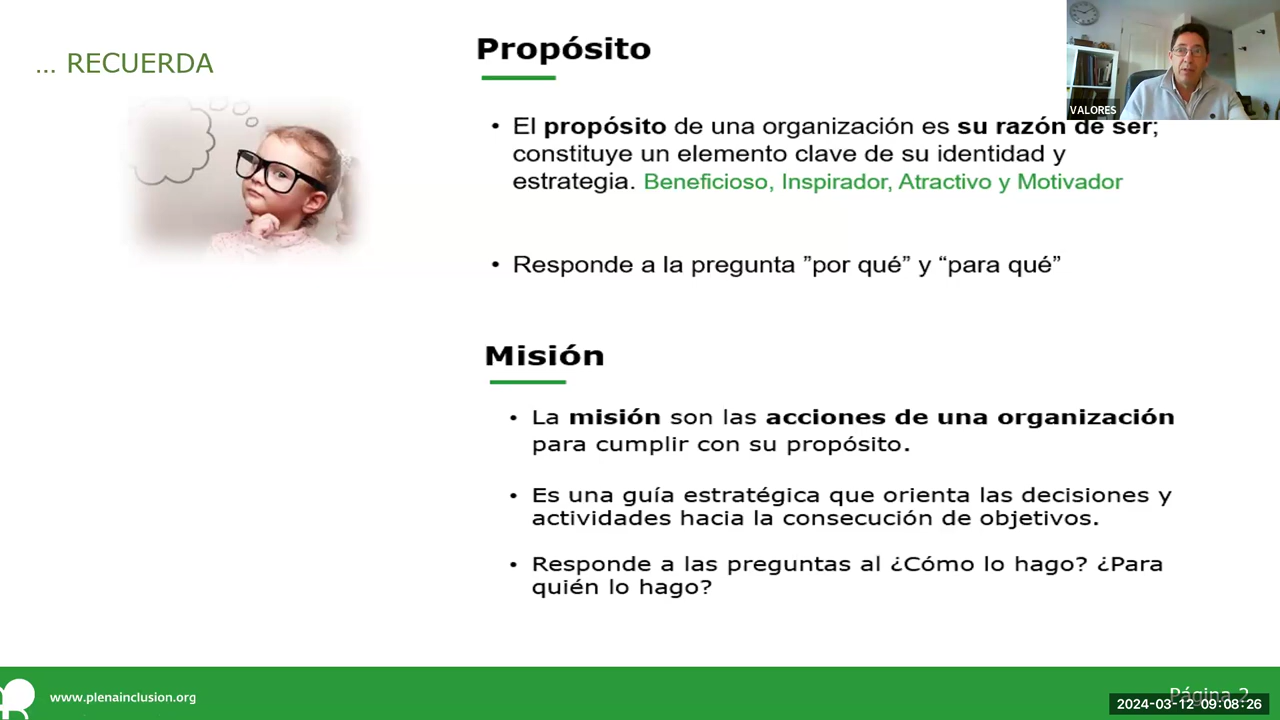 ... RECUERDA
Propósito
• El propósito de una organización es su razón de ser;
constituye un elemento clave de su identidad y
estrategia. Beneficioso, Inspirador, Atractivo y Motivador
• Responde a la pregunta ”por qué” y “para qué”
Misión
• La misión son las acciones de una organización
para cumplir con su propósito.
• Es una guía estratégica que orienta las decisiones y
actividades hacia la consecución de objetivos.
• Responde a las preguntas al ¿Cómo lo hago? ¿Para
quién lo hago?
VALORES
www.plenainclusion.org
Página 2
2024-03-12 09:08:26